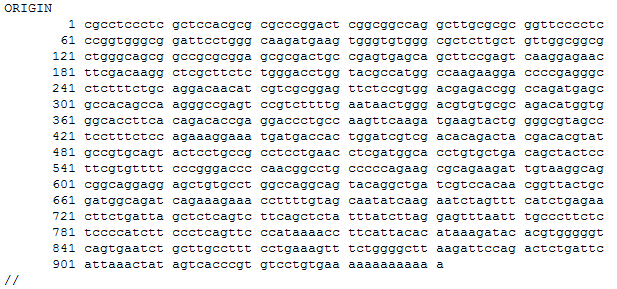 ORIGIN
1 cgcctccctc gctccacgcg cgcccggact cggcggccag gcttgcgcgc ggttcccctc
61 ccggtgggcg gattcctggg caagatgaag tgggtgtggg cgctcttgct gttggcggcg
121 ctgggcagcg gccgcgcgga gcgcgactgc cgagtgagca gcttccgagt caaggagaac
181 ttcgacaagg ctcgcttctc tgggacctgg tacgccatgg ccaagaagga ccccgagggc
241 ctctttctgc aggacaacat cgtcgcggag ttctccgtgg acgagaccgg ccagatgagc
301 gccacagcca agggccgagt ccgtcttttg aataactggg acgtgtgcgc agacatggtg
361 ggcaccttca cagacaccga ggaccctgcc aagttcaaga tgaagtactg gggcgtagcc
421 tcctttctcc agaaaggaaa tgatgaccac tggatcgtcg acacagacta cgacacgtat
481 gccgtgcagt actcctgccg cctcctgaac ctcgatggca cctgtgctga cagctactcc
541 ttcgtgtttt cccgggaccc caacggcctg cccccagaag cgcagaagat tgtaaggcag
601 cggcaggagg agctgtgcct ggccaggcag tacaggctga tcgtccacaa cggttactgc
661 gatggcagat cagaaagaaa ccttttgtag caatatcaag aatctagttt catctgagaa
721 cttctgatta gctctcagtc ttcagctcta tttatcttag gagtttaatt tgcccttctc
781 tccccatctt ccctcagttc ccataaaacc ttcattacac ataaagatac acgtgggggt
841 cagtgaatct gcttgccttt cctgaaagtt tctggggctt aagattccag actctgattc
901 attaaactat agtcacccgt gtcctgtgaa aaaaaaaaaa a
//